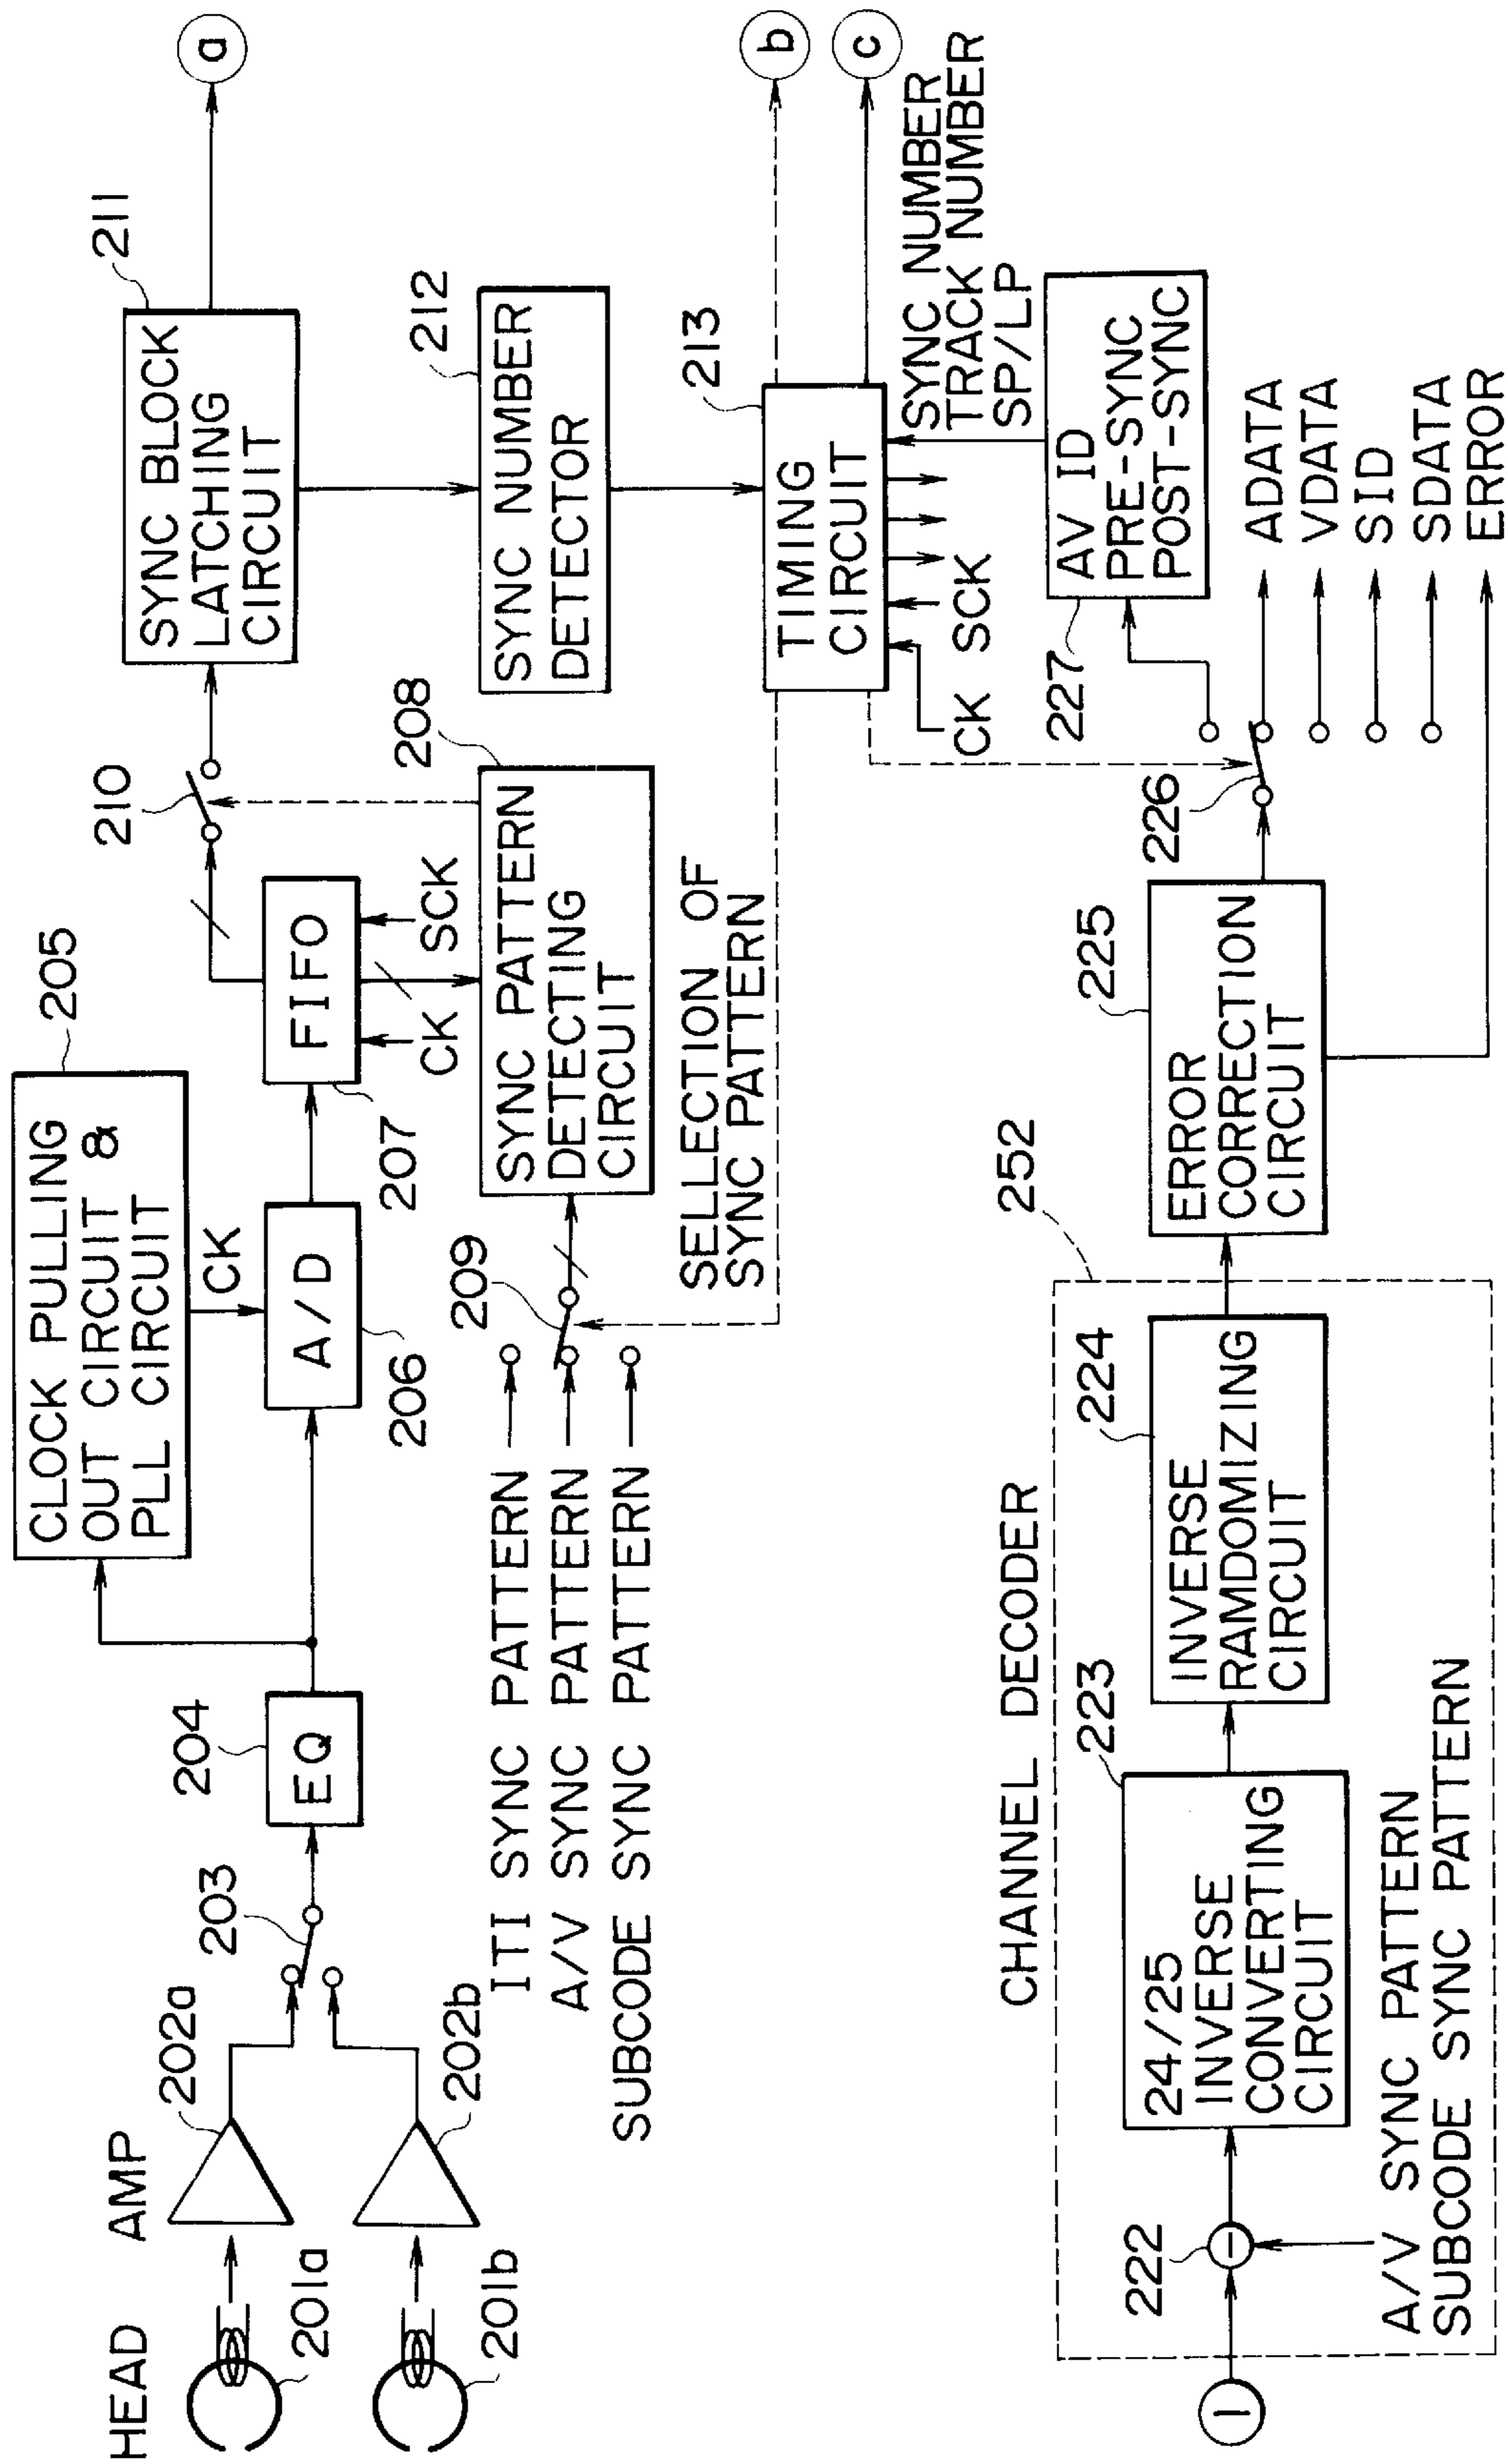 HEAD
AMP
201a
201b
202a
202b
203
204
EQ
CLOCK PULLING
OUT CIRCUIT &
PLL CIRCUIT
205
CK
A/D
206
FIFO
207
CK
SCK
210
SYNC BLOCK
LATCHING
CIRCUIT
211
a
ITI SYNC PATTERN
A/V SYNC PATTERN
SUBCODE SYNC PATTERN
209
SYNC PATTERN
DETECTING
CIRCUIT
208
SELLECTION OF
SYNC PATTERN
SYNC NUMBER
DETECTOR
212
TIMING
CIRCUIT
213
b
c
CK
SCK
SYNC NUMBER
TRACK NUMBER
SP/LP
AV ID
PRE-SYNC
POST-SYNC
227
CHANNEL DECODER
252
l
222
A/V SYNC PATTERN
SUBCODE SYNC PATTERN
24/25
INVERSE
CONVERTING
CIRCUIT
223
INVERSE
RAMDOMIZING
CIRCUIT
224
ERROR
CORRECTION
CIRCUIT
225
226
ADATA
VDATA
SID
SDATA
ERROR